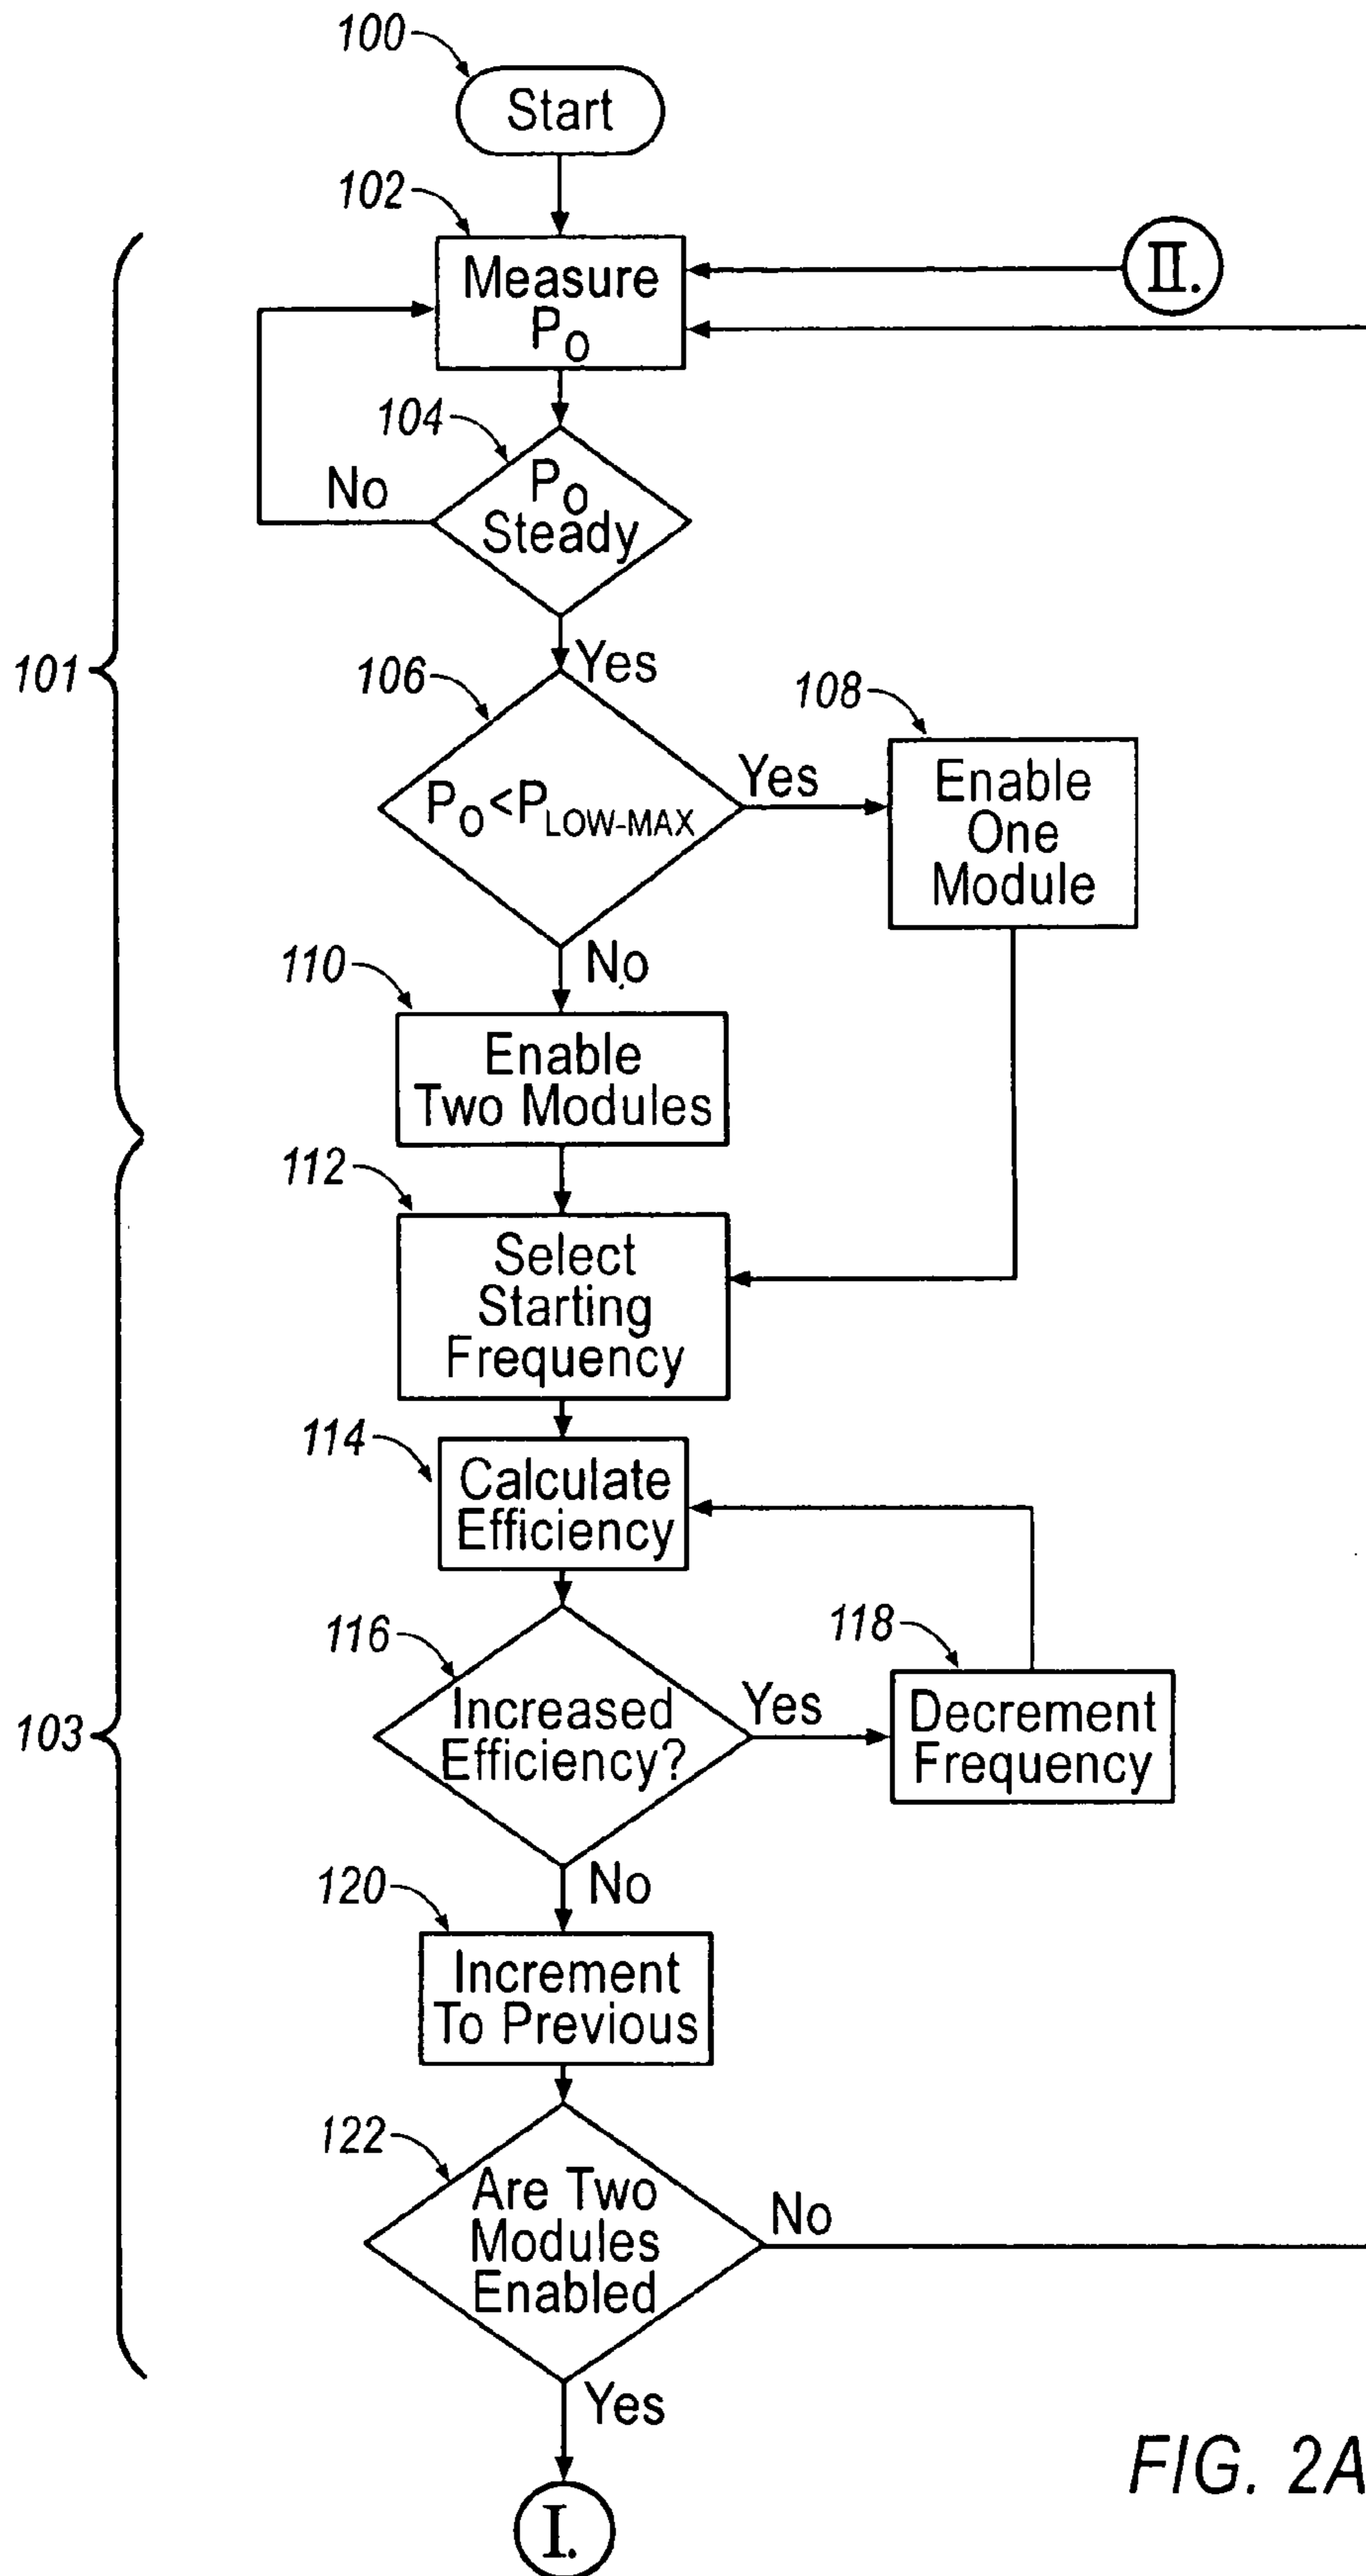 100
Start
102
Measure
Po
II.
104
Po
Steady
No
Yes
101
106
Po<PLOW-MAX
Yes
108
Enable
One
Module
No
110
Enable
Two Modules
112
Select
Starting
Frequency
114
Calculate
Efficiency
116
Increased
Efficiency?
Yes
118
Decrement
Frequency
103
No
120
Increment
To Previous
122
Are Two
Modules
Enabled
No
Yes
I.
FIG. 2A